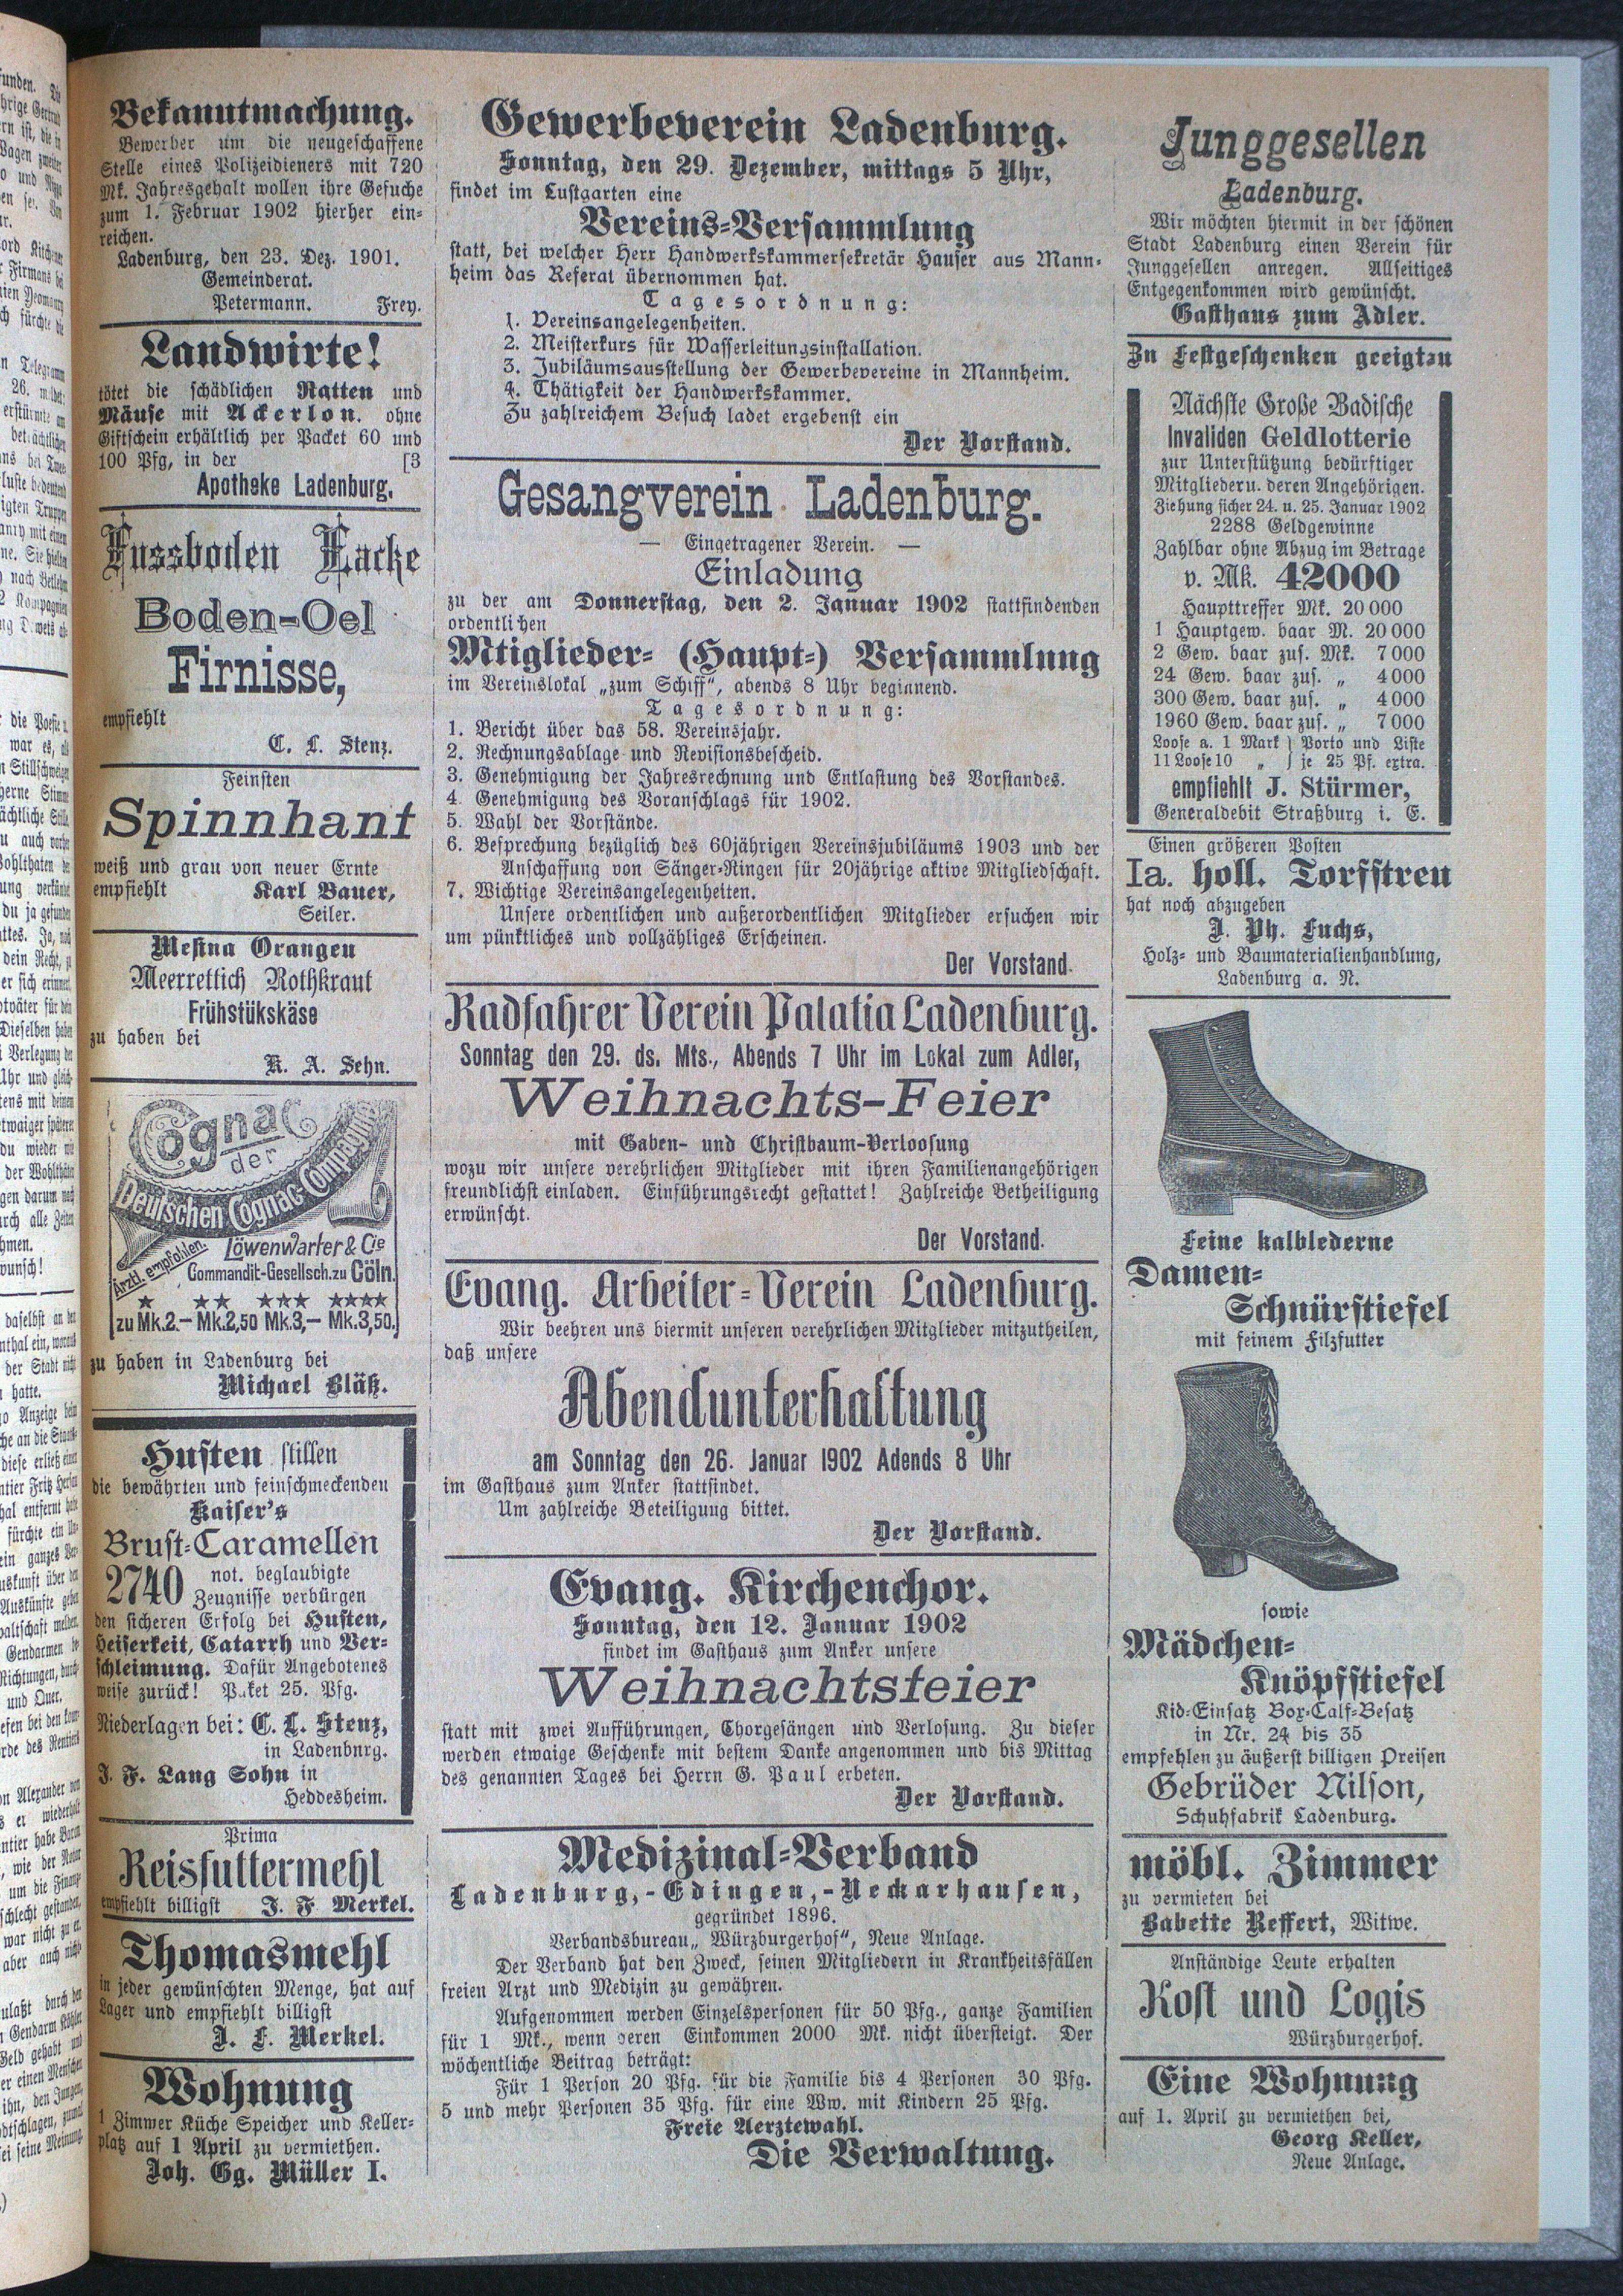 Bekanntmachung.
Bewerber um die neugeschaffene
Stelle eines Polizeidieners mit 720
Mk. Jahresgehalt wollen ihre Gesuche
zum 1. Februar 1902 hierher ein-
reichen.
Ladenburg, den 23. Dez. 1901.
Gemeinderat.
Petermann. Frey.
Landwirte!
tötet die schädlichen Ratten und
Mäuse mit Ackerlon. ohne
Giftschein erhältlich per Packet 60 und
100 Pfg, in der [3
Apotheke Ladenburg.
Fussboden Lacke
Boden-Oel
Firnisse,
empfiehlt
C. L. Stenz.
Feinsten
Spinnhanf
weiß und grau von neuer Ernte
empfiehlt Karl Bauer,
Seiler.
Mesina Orangen
Meerrettich Rothkraut
Frühstükskäse
zu haben bei
K. A. Sehn.
Cognac
der
Deutschen Cognac-Compagnie
Löwenwarter & Cie
Ärztl. empfohlen.
Commandit-Gesellsch. zu Cöln.
★ ★★ ★★★ ★★★★
zu Mk.2.— Mk.2,50 Mk.3,— Mk.3,50.
zu haben in Ladenburg bei
Michael Bläß.
Husten stillen
die bewährten und feinschmeckenden
Kaiser's
Brust-Caramellen
2740 not. beglaubigte
Zeugnisse verbürgen
den sicheren Erfolg bei Husten,
Heiserkeit, Catarrh und Ver-
schleimung. Dafür Angebotenes
weise zurück! Paket 25. Pfg.
Niederlagen bei: C. L. Stenz,
in Ladenbnrg.
J. F. Lang Sohn in
Heddesheim.
Prima
Reisfuttermehl
empfiehlt billigst J. F Merkel.
Thomasmehl
in jeder gewünschten Menge, hat auf
Lager und empfiehlt billigst
J. F. Merkel.
Wohnung
1 Zimmer Küche Speicher und Keller-
platz auf 1 April zu vermiethen.
Joh. Gg. Müller I.
Gewerbeverein Ladenburg.
Sonntag, den 29. Dezember, mittags 5 Uhr,
findet im Lustgarten eine
Vereins-Versammlung
statt, bei welcher Herr Handwerkskammersekretär Hauser aus Mann-
heim das Referat übernommen hat.
Tagesordnung:
1. Vereinsangelegenheiten.
2. Meisterkurs für Wasserleitungsinstallation.
3. Jubiläumsausstellung der Gewerbevereine in Mannheim.
4. Thätigkeit der Handwerkskammer.
Zu zahlreichem Besuch ladet ergebenst ein
Der Vorstand.
Gesangverein Ladenburg.
— Eingetragener Verein. —
Einladung
zu der am Donnerstag, den 2. Januar 1902 stattfindenden
ordentlichen
Mtiglieder- (Haupt-) Versammlung
im Vereinslokal „zum Schiff“, abends 8 Uhr beginnend.
Tagesordnung:
1. Bericht über das 58. Vereinsjahr.
2. Rechnungsablage und Revisionsbescheid.
3. Genehmigung der Jahresrechnung und Entlastung des Vorstandes.
4. Genehmigung des Voranschlags für 1902.
5. Wahl der Vorstände.
6. Besprechung bezüglich des 60jährigen Vereinsjubiläums 1903 und der
Anschaffung von Sänger-Ringen für 20jährige aktive Mitgliedschaft.
7. Wichtige Vereinsangelegenheiten.
Unsere ordentlichen und außerordentlichen Mitglieder ersuchen wir
um pünktliches und vollzähliges Erscheinen.
Der Vorstand.
Radfahrer Verein Palatia Ladenburg.
Sonntag den 29. ds. Mts., Abends 7 Uhr im Lokal zum Adler,
Weihnachts-Feier
mit Gaben- und Christbaum-Verloosung
wozu wir unsere verehrlichen Mitglieder mit ihren Familienangehörigen
freundlichst einladen. Einführungsrecht gestattet! Zahlreiche Betheiligung
erwünscht.
Der Vorstand.
Evang. Arbeiter-Verein Ladenburg.
Wir beehren uns biermit unseren verehrlichen Mitglieder mitzutheilen,
daß unsere
Abendunterhaltung
am Sonntag den 26. Januar 1902 Adends 8 Uhr
im Gasthaus zum Anker stattfindet.
Um zahlreiche Beteiligung bittet.
Der Vorstand.
Evang. Kirchenchor.
Sonntag, den 12. Januar 1902
findet im Gasthaus zum Anker unsere
Weihnachtsfeier
statt mit zwei Aufführungen, Chorgesängen und Verlosung. Zu dieser
werden etwaige Geschenke mit bestem Danke angenommen und bis Mittag
des genannten Tages bei Herrn G. Paul erbeten.
Der Vorstand.
Medizinal-Verband
Ladenburg,-Edingen,-Neckarhausen,
gegründet 1896.
Verbandsbureau„ Würzburgerhof“, Neue Anlage.
Der Verband hat den Zweck, seinen Mitgliedern in Krankheitsfällen
freien Arzt und Medizin zu gewähren.
Aufgenommen werden Einzelspersonen für 50 Pfg., ganze Familien
für 1 Mk., wenn deren Einkommen 2000 Mk. nicht übersteigt. Der
wöchentliche Beitrag beträgt:
Für 1 Person 20 Pfg. für die Familie bis 4 Personen 30 Pfg.
5 und mehr Personen 35 Pfg. für eine Ww. mit Kindern 25 Pfg.
Freie Aerztewahl.
Die Verwaltung.
Junggesellen
Ladenburg.
Wir möchten hiermit in der schönen
Stadt Ladenburg einen Verein für
Junggesellen anregen. Allseitiges
Entgegenkommen wird gewünscht.
Gasthaus zum Adler.
Zu Festgeschenken geeigtzu
Nächste Große Badische
Invaliden Geldlotterie
zur Unterstützung bedürftiger
Mitglieder u. deren Angehörigen.
Ziehung sicher 24. u. 25. Januar 1902
2288 Geldgewinne
Zahlbar ohne Abzug im Betrage
v. Mk. 42000
Haupttreffer Mk. 20 000
1 Hauptgew. baar M. 20 000
2 Gew. baar zus. Mk. 7 000
24 Gew. baar zus. „ 4 000
300 Gew. baar zus. „ 4 000
1960 Gew. baar zus. „ 7 000
Loose a. 1 Mark } Porto und Liste
11 Loose 10 „ } je 25 Pf. extra.
empfiehlt J. Stürmer,
Generaldebit Straßburg i. E.
Einen größeren Posten
Ia. holl. Torfstreu
hat noch abzugeben
J. Ph. Fuchs,
Holz- und Baumaterialienhandlung,
Ladenburg a. N.
Feine kalblederne
Damen-
Schnürstiefel
mit feinem Filzfutter
sowie
Mädchen-
Knöpfstiefel
Kid-Einsatz Box-Calf-Besatz
in Nr. 24 bis 35
empfehlen zu äußerst billigen Preisen
Gebrüder Nilson,
Schuhfabrik Ladenburg.
möbl. Zimmer
zu vermieten bei
Babette Reffert, Witwe.
Anständige Leute erhalten
Kost und Logis
Würzburgerhof.
Eine Wohnung
auf 1. April zu vermiethen bei,
Georg Keller,
Neue Anlage.